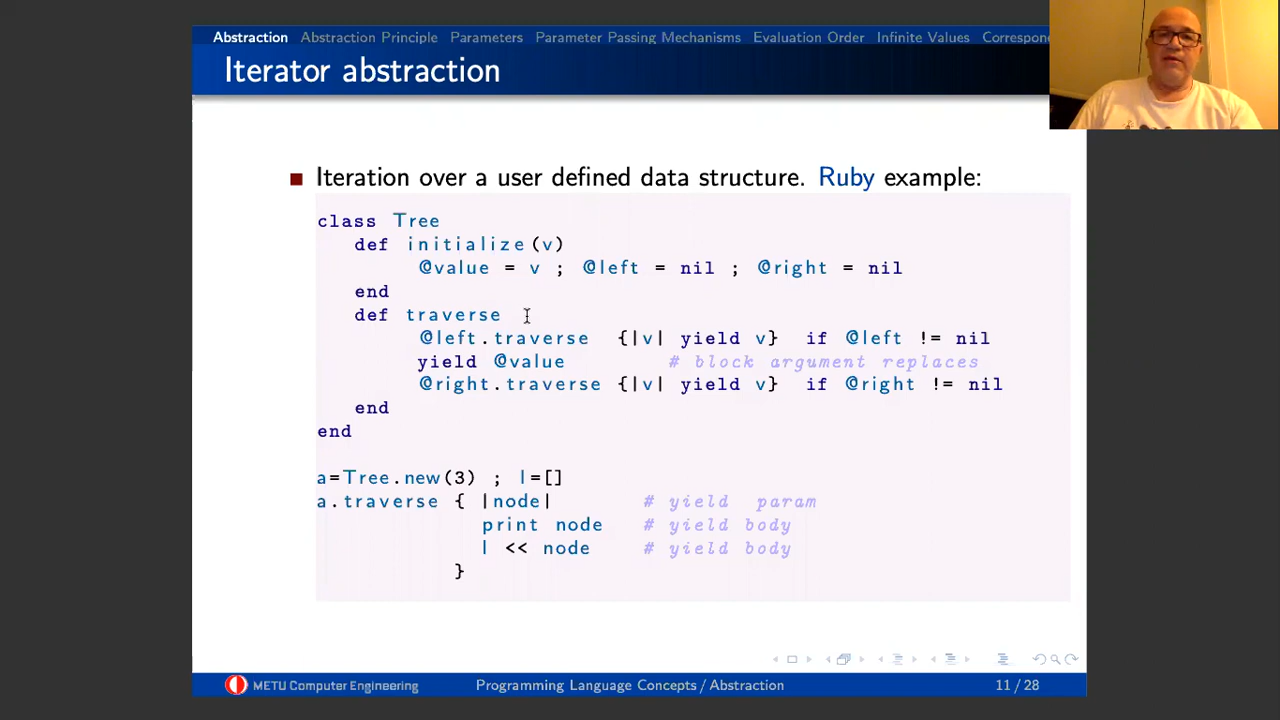 Abstraction Abstraction Principle Parameters Parameter Passing Mechanisms Evaluation Order Infinite Values Correspon
Iterator abstraction
Iteration over a user defined data structure. Ruby example:
class Tree
def initialize(v)
@value = v ; @left = nil ; @right = nil
end
def traverse
@left.traverse {|v| yield v} if @left != nil
yield @value # block argument replaces
@right.traverse {|v| yield v} if @right != nil
end
end
a=Tree.new(3) ; l=[]
a.traverse { |node| # yield param
print node # yield body
l << node # yield body
}
METU Computer Engineering Programming Language Concepts / Abstraction 11 / 28